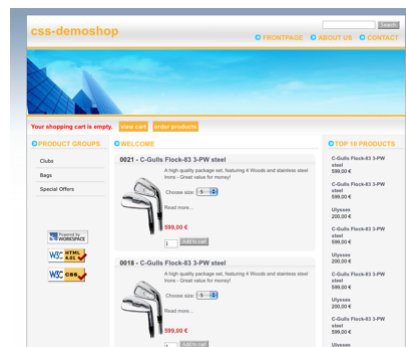 css-demoshop
Search
FRONTPAGE ABOUT US CONTACT
Your shopping cart is empty. view cart order products
PRODUCT GROUPS
Clubs
Bags
Special Offers
Powered by
WORKSPACE
W3C HTML 4.01
W3C css
WELCOME
0021 - C-Gulls Flock-83 3-PW steel
A high quality package set, featuring 4 Woods and stainless steel
Irons - Great value for money!
Choose size: -5-
Read more...
599,00 €
1 Add to cart
0018 - C-Gulls Flock-83 3-PW steel
A high quality package set, featuring 4 Woods and stainless steel
Irons - Great value for money!
Choose size: -5-
Read more...
599,00 €
1 Add to cart
TOP 10 PRODUCTS
C-Gulls Flock-83 3-PW
steel
599,00 €
Ulysses
200,00 €
C-Gulls Flock-83 3-PW
steel
599,00 €
Ulysses
200,00 €
C-Gulls Flock-83 3-PW
steel
599,00 €
Ulysses
200,00 €
C-Gulls Flock-83 3-PW
steel